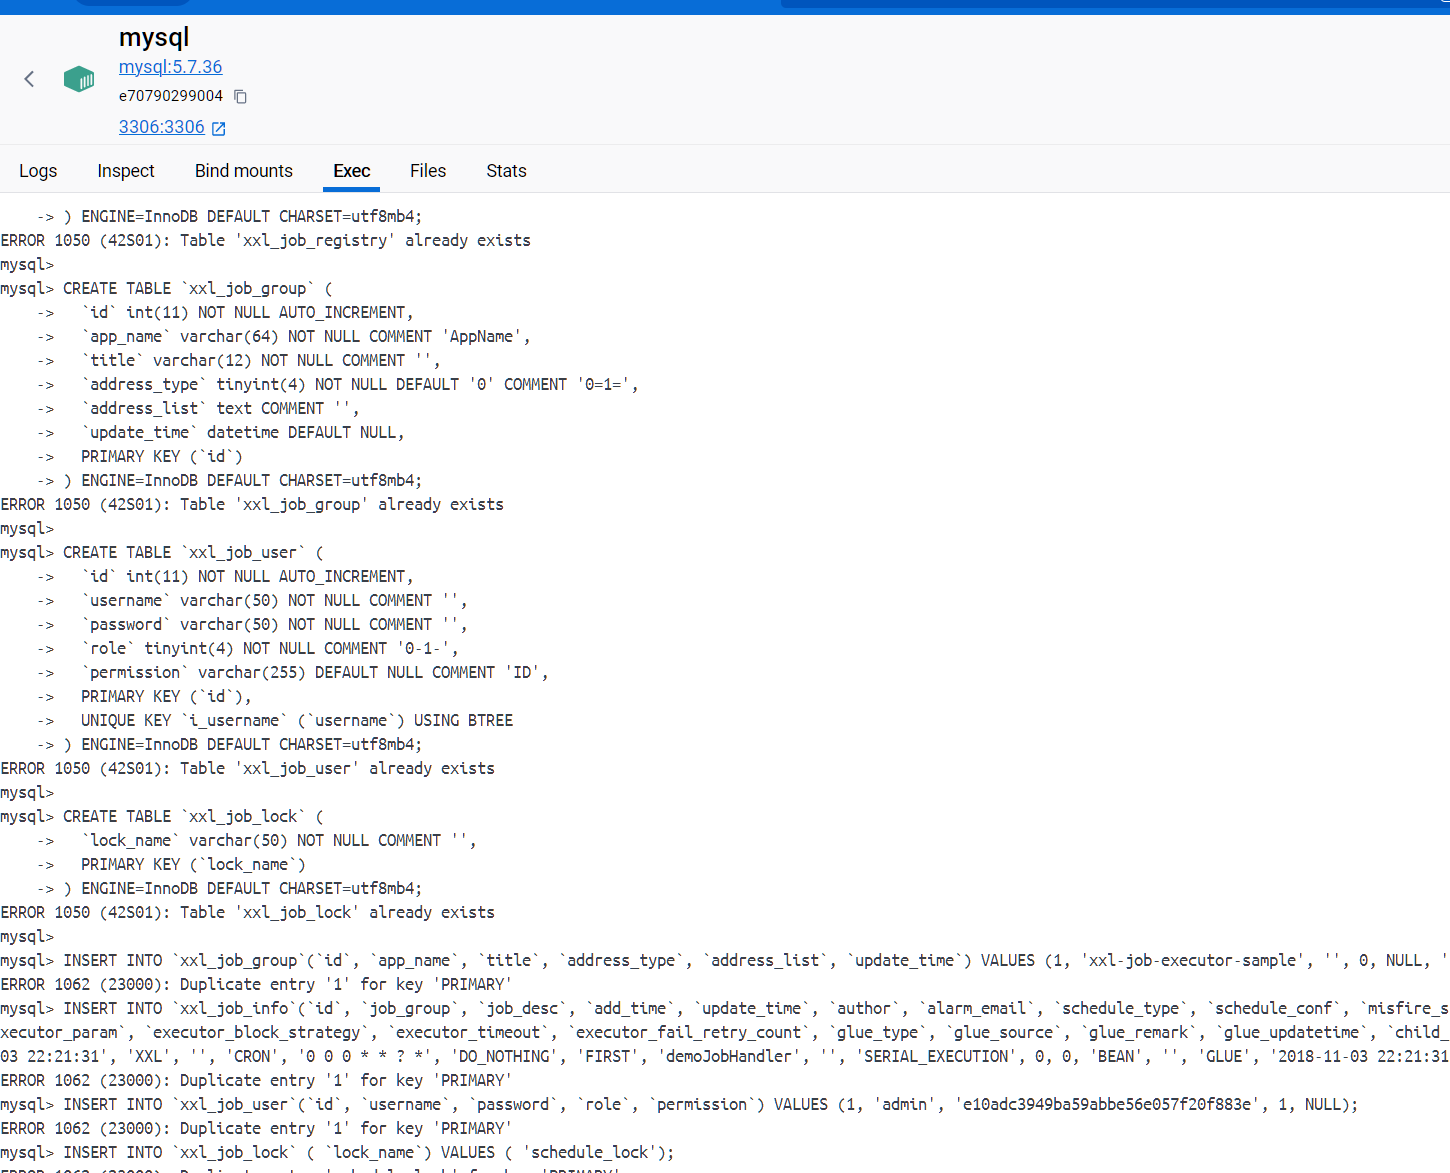 mysql
mysql:5.7.36
e70790299004
3306:3306
Logs Inspect Bind mounts Exec Files Stats
    -> ) ENGINE=InnoDB DEFAULT CHARSET=utf8mb4;
ERROR 1050 (42S01): Table 'xxl_job_registry' already exists
mysql>
mysql> CREATE TABLE `xxl_job_group` (
    ->   `id` int(11) NOT NULL AUTO_INCREMENT,
    ->   `app_name` varchar(64) NOT NULL COMMENT 'AppName',
    ->   `title` varchar(12) NOT NULL COMMENT '',
    ->   `address_type` tinyint(4) NOT NULL DEFAULT '0' COMMENT '0=1=',
    ->   `address_list` text COMMENT '',
    ->   `update_time` datetime DEFAULT NULL,
    ->   PRIMARY KEY (`id`)
    -> ) ENGINE=InnoDB DEFAULT CHARSET=utf8mb4;
ERROR 1050 (42S01): Table 'xxl_job_group' already exists
mysql>
mysql> CREATE TABLE `xxl_job_user` (
    ->   `id` int(11) NOT NULL AUTO_INCREMENT,
    ->   `username` varchar(50) NOT NULL COMMENT '',
    ->   `password` varchar(50) NOT NULL COMMENT '',
    ->   `role` tinyint(4) NOT NULL COMMENT '0-1-',
    ->   `permission` varchar(255) DEFAULT NULL COMMENT 'ID',
    ->   PRIMARY KEY (`id`),
    ->   UNIQUE KEY `i_username` (`username`) USING BTREE
    -> ) ENGINE=InnoDB DEFAULT CHARSET=utf8mb4;
ERROR 1050 (42S01): Table 'xxl_job_user' already exists
mysql>
mysql> CREATE TABLE `xxl_job_lock` (
    ->   `lock_name` varchar(50) NOT NULL COMMENT '',
    ->   PRIMARY KEY (`lock_name`)
    -> ) ENGINE=InnoDB DEFAULT CHARSET=utf8mb4;
ERROR 1050 (42S01): Table 'xxl_job_lock' already exists
mysql>
mysql> INSERT INTO `xxl_job_group`(`id`, `app_name`, `title`, `address_type`, `address_list`, `update_time`) VALUES (1, 'xxl-job-executor-sample', '', 0, NULL, '
ERROR 1062 (23000): Duplicate entry '1' for key 'PRIMARY'
mysql> INSERT INTO `xxl_job_info`(`id`, `job_group`, `job_desc`, `add_time`, `update_time`, `author`, `alarm_email`, `schedule_type`, `schedule_conf`, `misfire_s
xecutor_param`, `executor_block_strategy`, `executor_timeout`, `executor_fail_retry_count`, `glue_type`, `glue_source`, `glue_remark`, `glue_updatetime`, `child_
03 22:21:31', 'XXL', '', 'CRON', '0 0 0 * * ? *', 'DO_NOTHING', 'FIRST', 'demoJobHandler', '', 'SERIAL_EXECUTION', 0, 0, 'BEAN', '', 'GLUE', '2018-11-03 22:21:31
ERROR 1062 (23000): Duplicate entry '1' for key 'PRIMARY'
mysql> INSERT INTO `xxl_job_user`(`id`, `username`, `password`, `role`, `permission`) VALUES (1, 'admin', 'e10adc3949ba59abbe56e057f20f883e', 1, NULL);
ERROR 1062 (23000): Duplicate entry '1' for key 'PRIMARY'
mysql> INSERT INTO `xxl_job_lock` ( `lock_name`) VALUES ( 'schedule_lock');
ERROR 1062 (23000): Duplicate entry 'schedule_lock' for key 'PRIMARY'